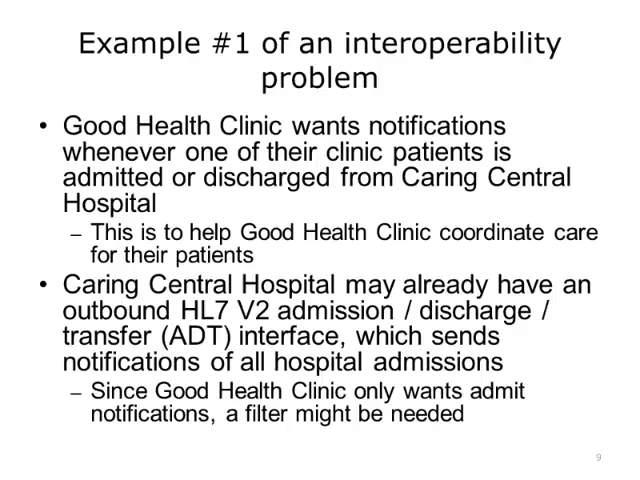 Example #1 of an interoperability
problem
• Good Health Clinic wants notifications
whenever one of their clinic patients is
admitted or discharged from Caring Central
Hospital
– This is to help Good Health Clinic coordinate care
for their patients
• Caring Central Hospital may already have an
outbound HL7 V2 admission / discharge /
transfer (ADT) interface, which sends
notifications of all hospital admissions
– Since Good Health Clinic only wants admit
notifications, a filter might be needed
9